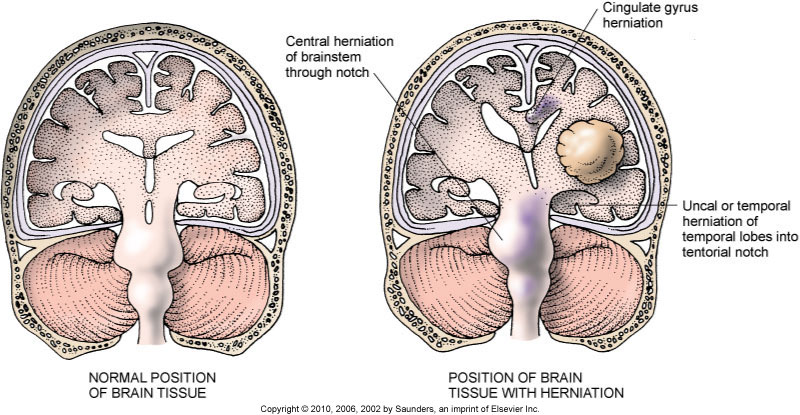 Cingulate gyrus
herniation
Central herniation
of brainstem
through notch
Uncal or temporal
herniation of
temporal lobes into
tentorial notch
NORMAL POSITION
OF BRAIN TISSUE
POSITION OF BRAIN
TISSUE WITH HERNIATION
Copyright © 2010, 2006, 2002 by Saunders, an imprint of Elsevier Inc.